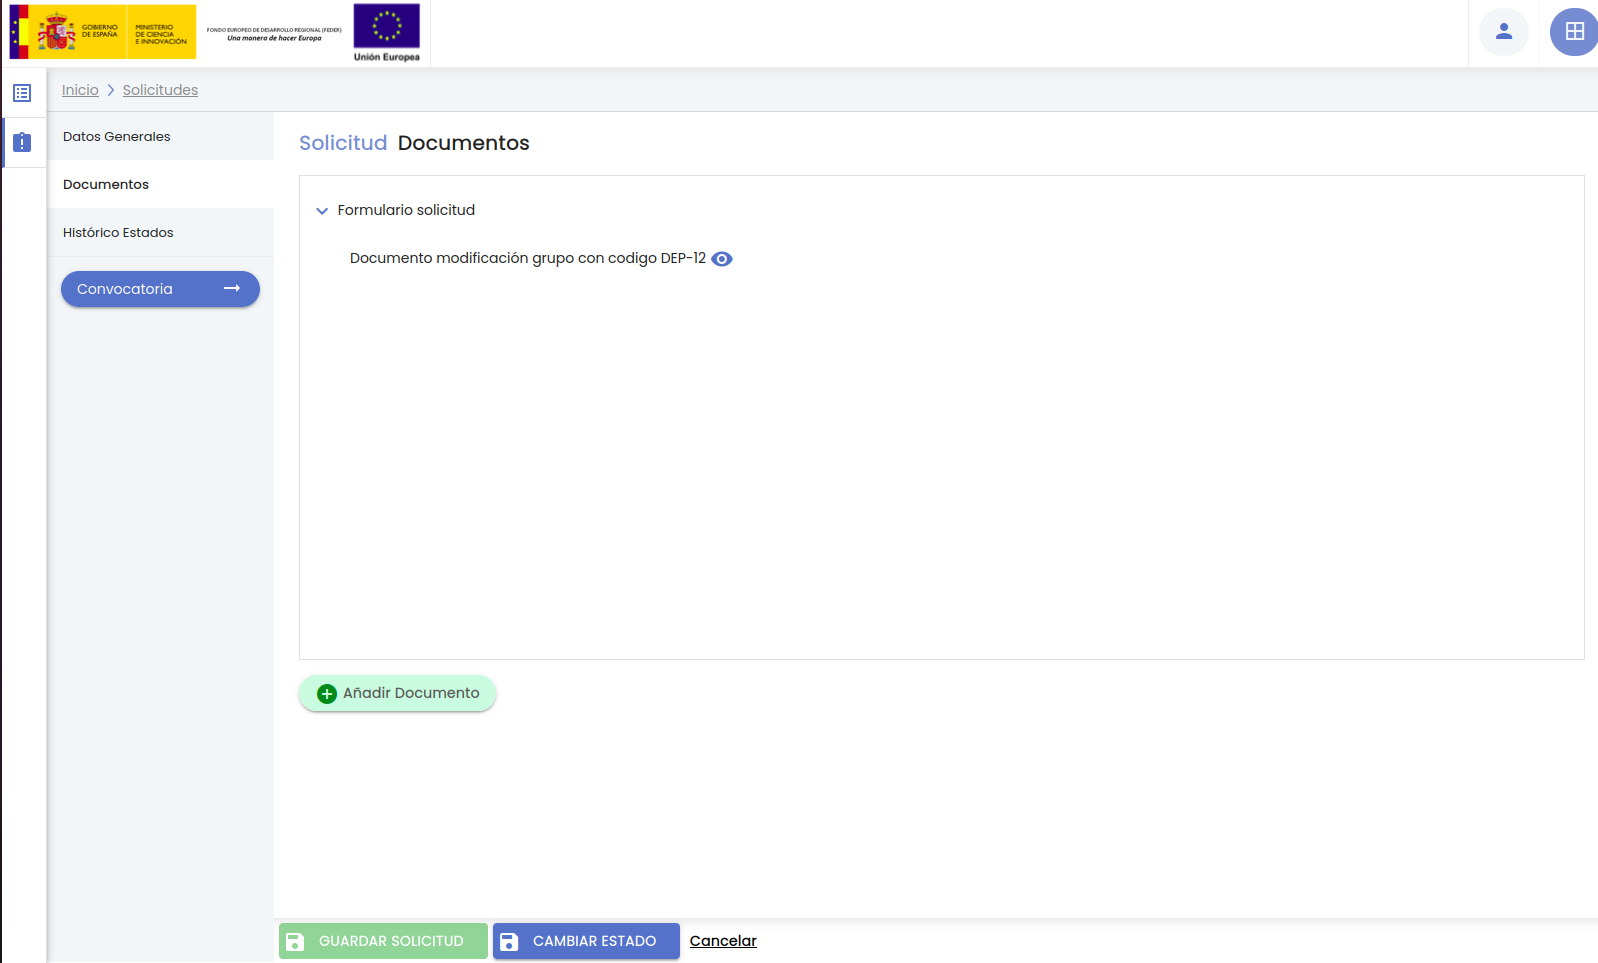 GOBIERNO
DE ESPAÑA
MINISTERIO
DE CIENCIA
E INNOVACIÓN
FONDO EUROPEO DE DESARROLLO REGIONAL (FEDER)
Una manera de hacer Europa
Unión Europea
Inicio
Solicitudes
Datos Generales
Documentos
Histórico Estados
Convocatoria
Solicitud Documentos
Formulario solicitud
Documento modificación grupo con codigo DEP-12
Añadir Documento
GUARDAR SOLICITUD
CAMBIAR ESTADO
Cancelar